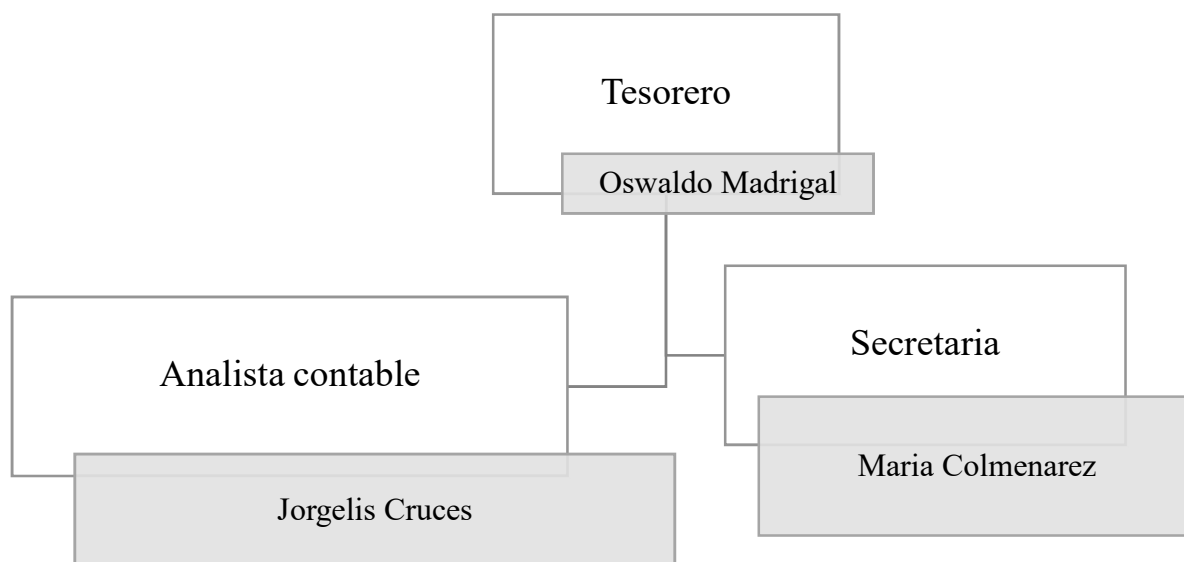 Tesorero
Oswaldo Madrigal
Analista contable
Jorgelis Cruces
Secretaria
Maria Colmenarez